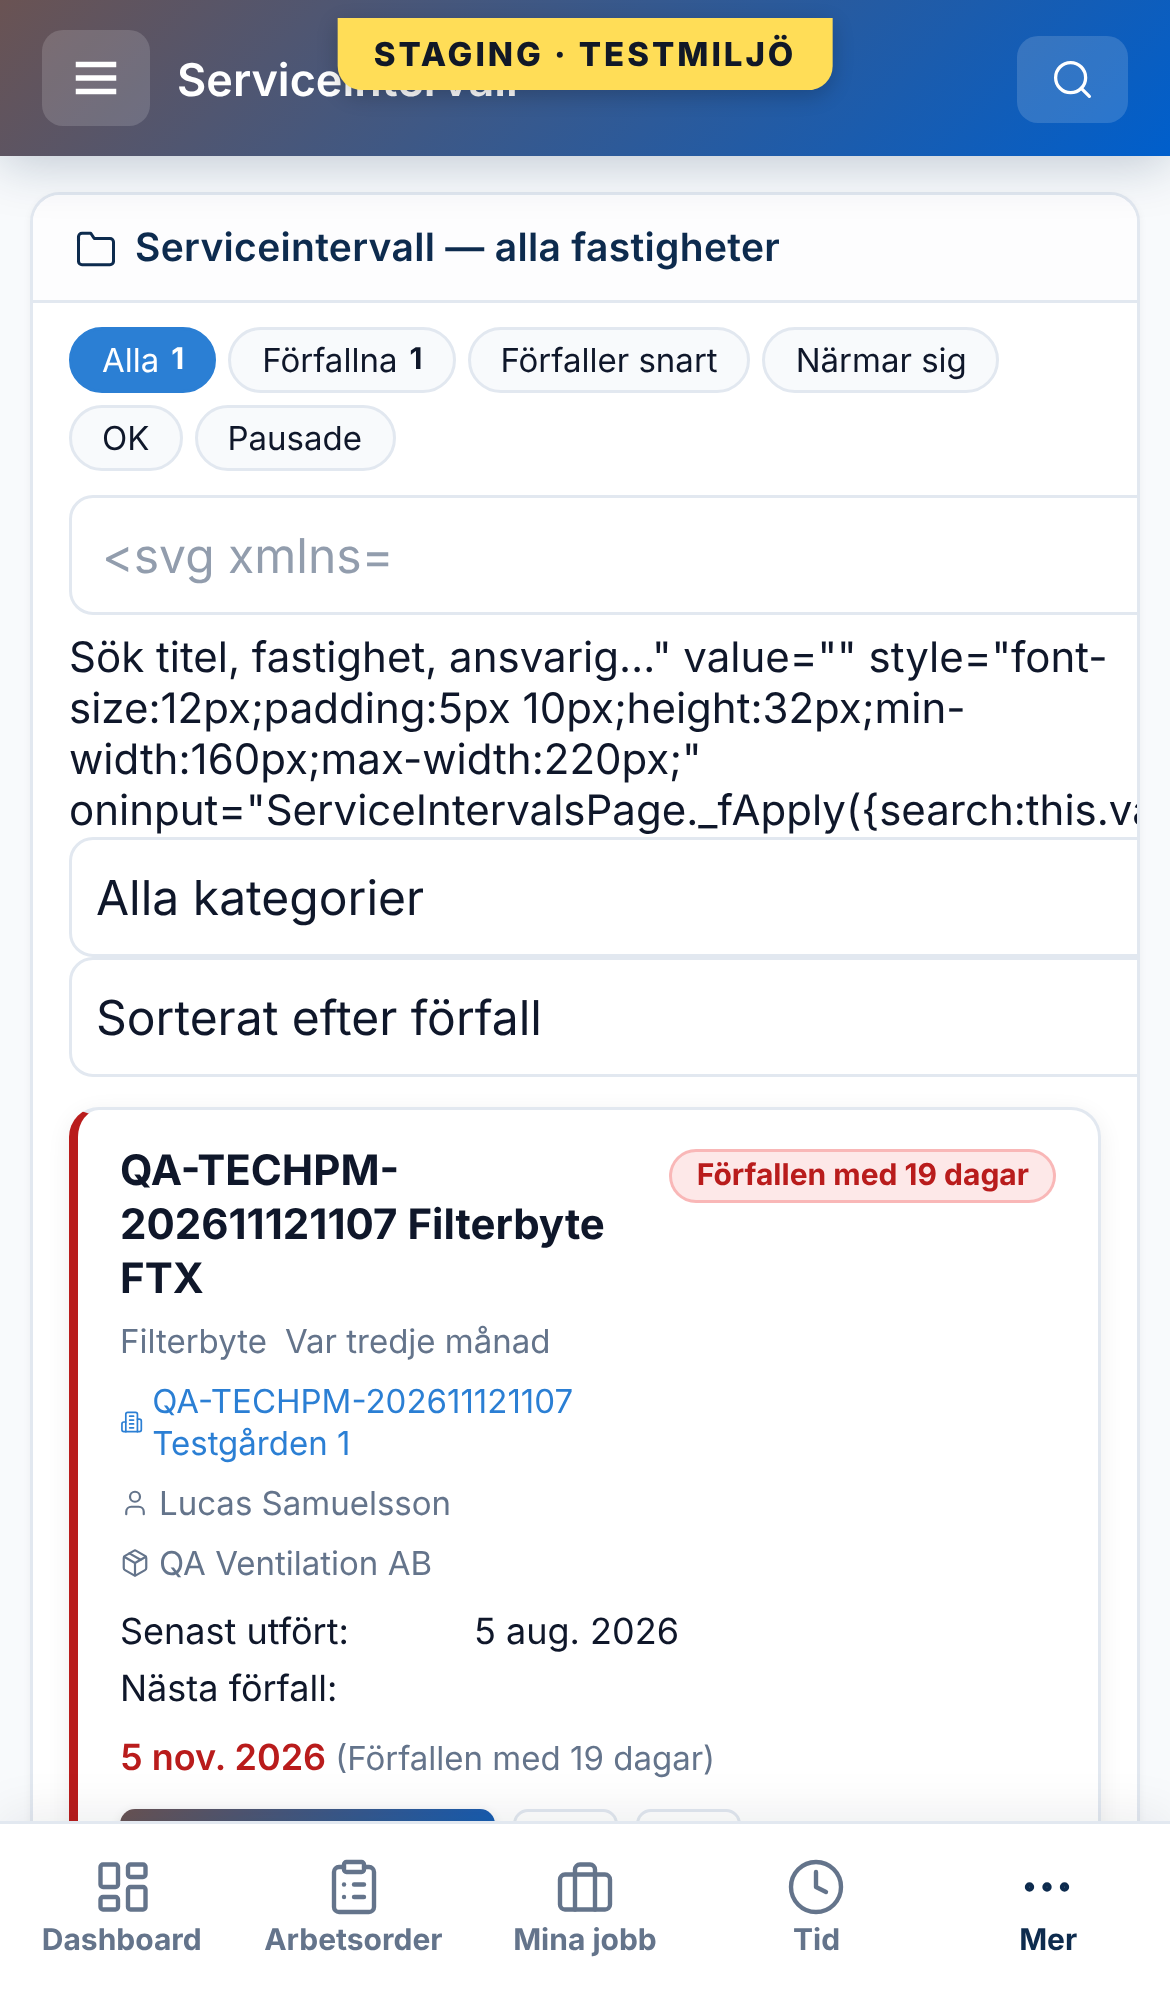 STAGING · TESTMILJÖ
Serviceintervall
Serviceintervall — alla fastigheter
Alla 1
Förfallna 1
Förfaller snart
Närmar sig
OK
Pausade
<svg xmlns=
Sök titel, fastighet, ansvarig..." value="" style="font-
size:12px;padding:5px 10px;height:32px;min-
width:160px;max-width:220px;"
oninput="ServiceIntervalsPage._fApply({search:this.va
Alla kategorier
Sorterat efter förfall
QA-TECHPM-
202611121107 Filterbyte
FTX
Förfallen med 19 dagar
Filterbyte Var tredje månad
QA-TECHPM-202611121107
Testgården 1
Lucas Samuelsson
QA Ventilation AB
Senast utfört: 5 aug. 2026
Nästa förfall:
5 nov. 2026 (Förfallen med 19 dagar)
Dashboard
Arbetsorder
Mina jobb
Tid
Mer